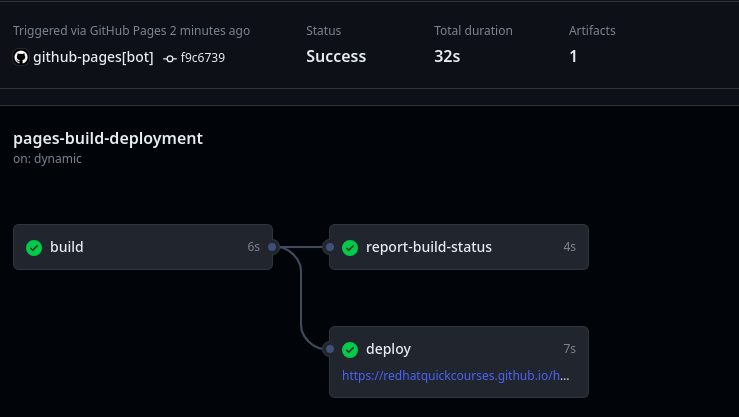 Triggered via GitHub Pages 2 minutes ago
github-pages[bot] f9c6739
Status
Success
Total duration
32s
Artifacts
1
pages-build-deployment
on: dynamic
build 6s
report-build-status 4s
deploy 7s
https://redhatquickcourses.github.io/h...